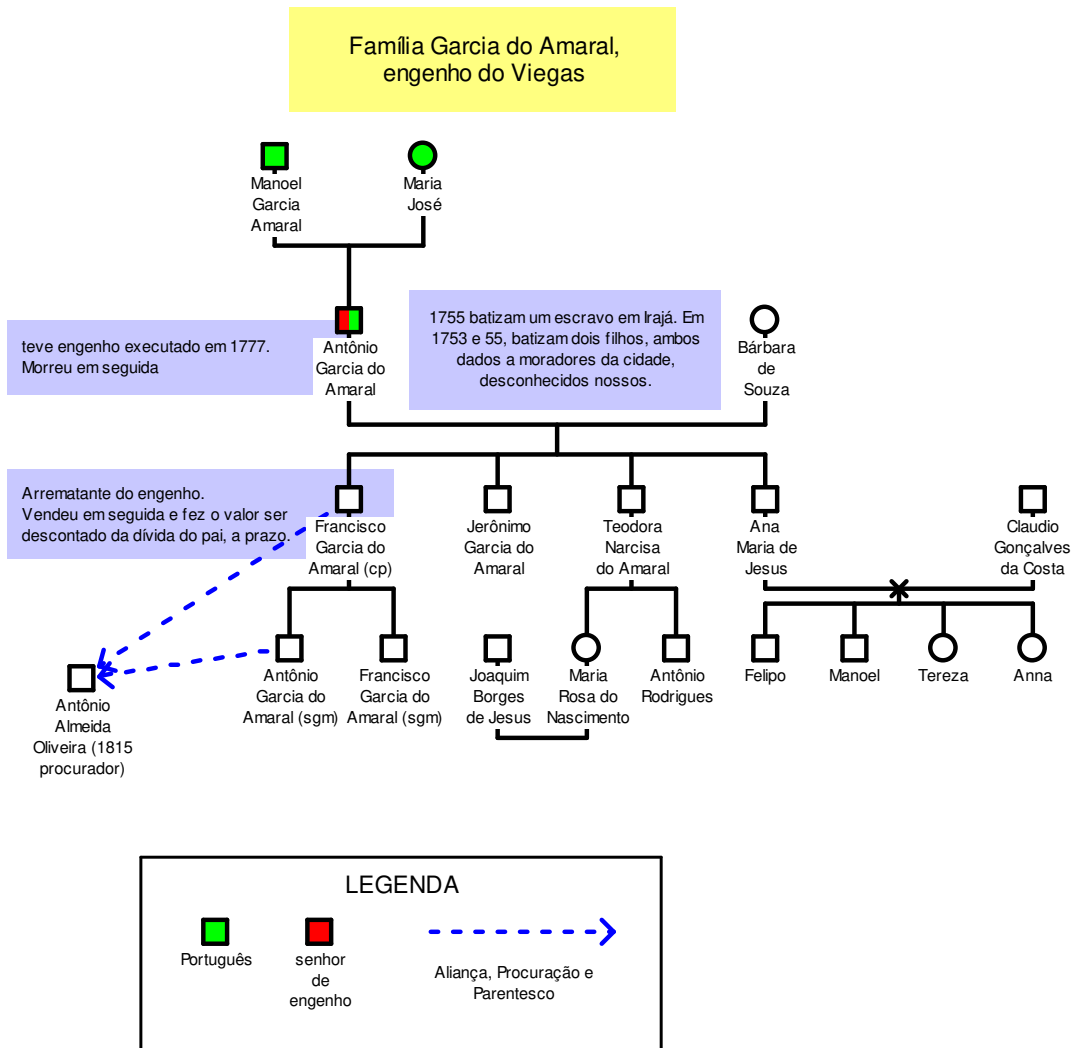 Família Garcia do Amaral,
engenho do Viegas
Manoel
Garcia
Amaral
Maria
José
teve engenho executado em 1777.
Morreu em seguida
Antônio
Garcia do
Amaral
1755 batizam um escravo em Irajá. Em
1753 e 55, batizam dois filhos, ambos
dados a moradores da cidade,
desconhecidos nossos.
Bárbara
de
Souza
Arrematante do engenho.
Vendeu em seguida e fez o valor ser
descontado da dívida do pai, a prazo.
Francisco
Garcia do
Amaral (cp)
Jerônimo
Garcia do
Amaral
Teodora
Narcisa
do Amaral
Ana
Maria de
Jesus
Claudio
Gonçalves
da Costa
Antônio
Almeida
Oliveira (1815
procurador)
Antônio
Garcia do
Amaral (sgm)
Francisco
Garcia do
Amaral (sgm)
Joaquim
Borges
de Jesus
Maria
Rosa do
Nascimento
Antônio
Rodrigues
Felipo
Manoel
Tereza
Anna
LEGENDA
Português
senhor
de
engenho
Aliança, Procuração e
Parentesco